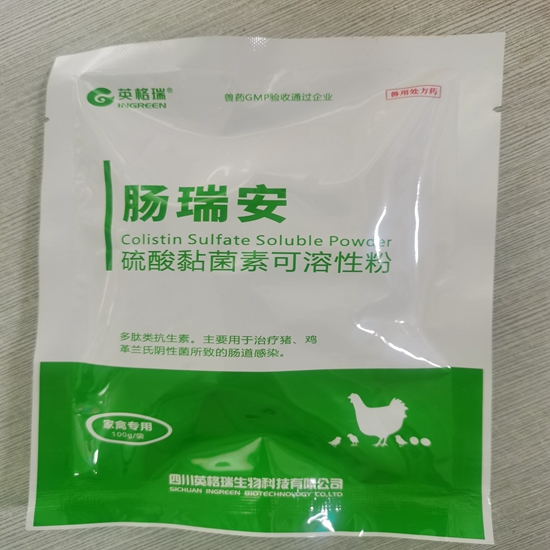 英格瑞®
INGREEN
兽药GMP验收通过企业
兽用处方药
肠瑞安
Colistin Sulfate Soluble Powder
硫酸黏菌素可溶性粉
多肽类抗生素。主要用于治疗猪、鸡
革兰氏阴性菌所致的肠道感染。
家禽专用
100g/袋
四川英格瑞生物科技有限公司
SICHUAN INGREEN BIOTECHNOLOGY CO.LTD